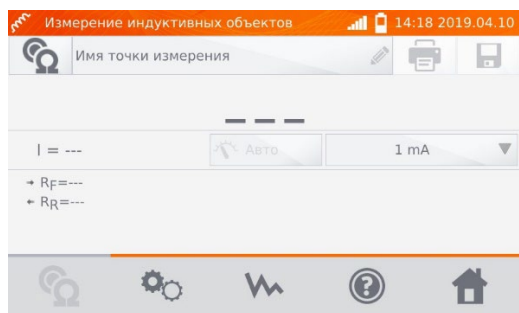 Измерение индуктивных объектов 14:18 2019.04.10
Имя точки измерения
---
I = --- Авто 1 mA
→ RF=---
← RR=---